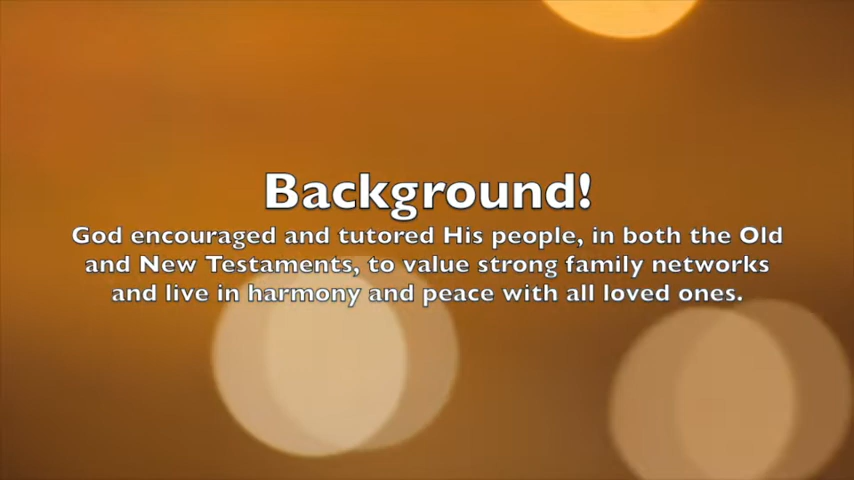 Background!
God encouraged and tutored His people, in both the Old
and New Testaments, to value strong family networks
and live in harmony and peace with all loved ones.